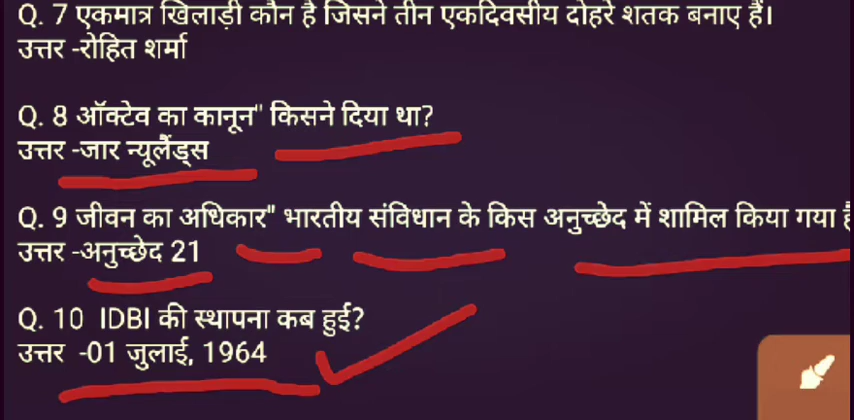 Q. 7 एकमात्र खिलाड़ी कौन है जिसने तीन एकदिवसीय दोहरे शतक बनाए हैं।
उत्तर -रोहित शर्मा
Q. 8 ऑक्टेव का कानून" किसने दिया था?
उत्तर -जार न्यूलैंड्स
Q. 9 जीवन का अधिकार" भारतीय संविधान के किस अनुच्छेद में शामिल किया गया है
उत्तर -अनुच्छेद 21
Q. 10 IDBI की स्थापना कब हुई?
उत्तर -01 जुलाई, 1964